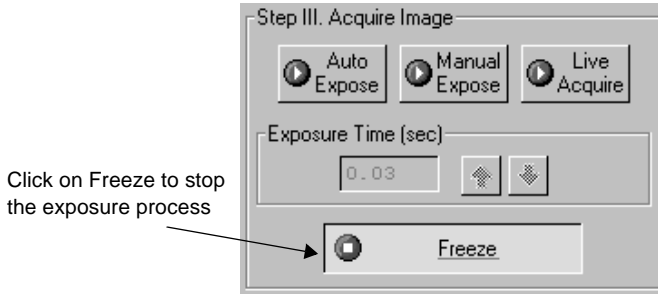 Step III. Acquire Image
Auto
Expose
Manual
Expose
Live
Acquire
Exposure Time (sec)
0.03
Click on Freeze to stop
the exposure process
Freeze